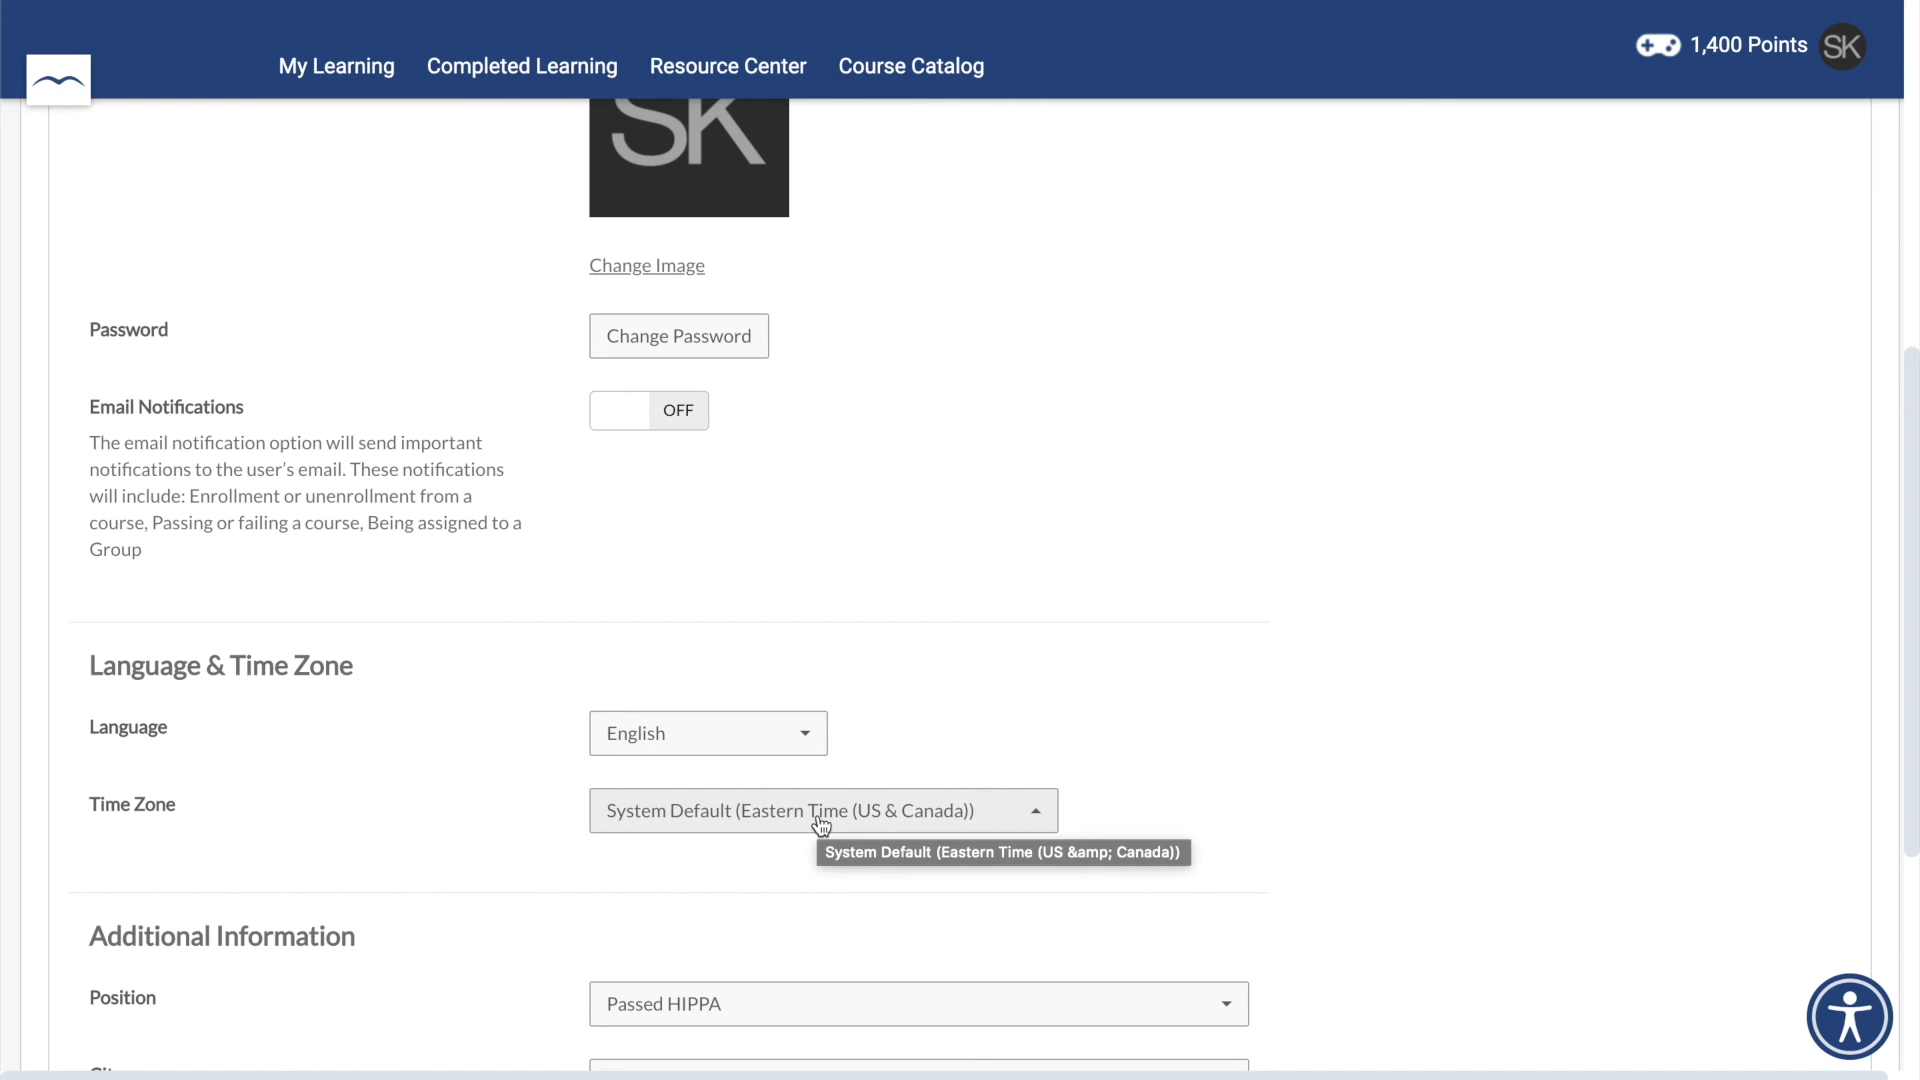 My Learning
Completed Learning
Resource Center
Course Catalog
1,400 Points
SK
SK
Change Image
Password
Change Password
Email Notifications
OFF
The email notification option will send important
notifications to the user's email. These notifications
will include: Enrollment or unenrollment from a
course, Passing or failing a course, Being assigned to a
Group
Language & Time Zone
Language
English
Time Zone
System Default (Eastern Time (US & Canada))
System Default (Eastern Time (US &amp; Canada))
Additional Information
Position
Passed HIPPA